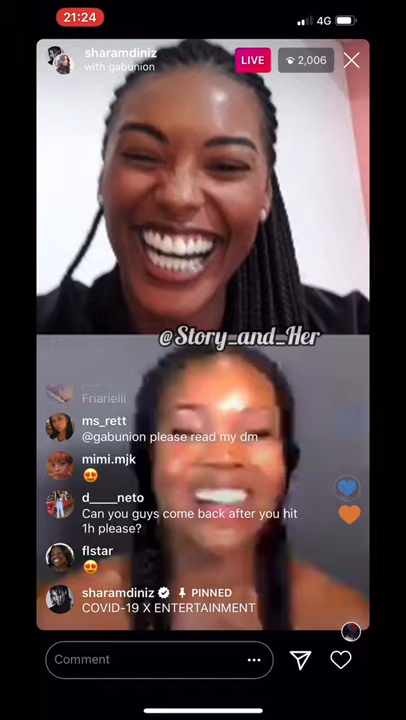 21:24
4G
sharamdiniz
with gabunion
LIVE
2,006
@Story_and_Her
Friarielli
ms_rett
@gabunion please read my dm
mimi.mjk
😍
d____neto
Can you guys come back after you hit
1h please?
flstar
😍
sharamdiniz PINNED
COVID-19 X ENTERTAINMENT
Comment